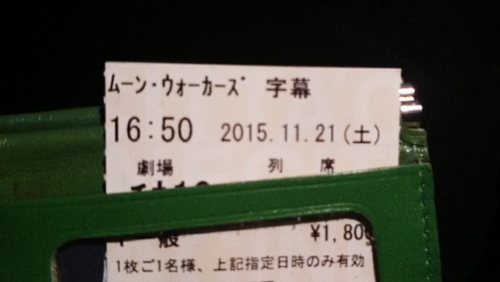 ムーン・ウォーカーズ 字幕
16:50 2015.11.21(土)
劇場 列 席
一般 ¥1,80
1枚ご1名様、上記指定日時のみ有効